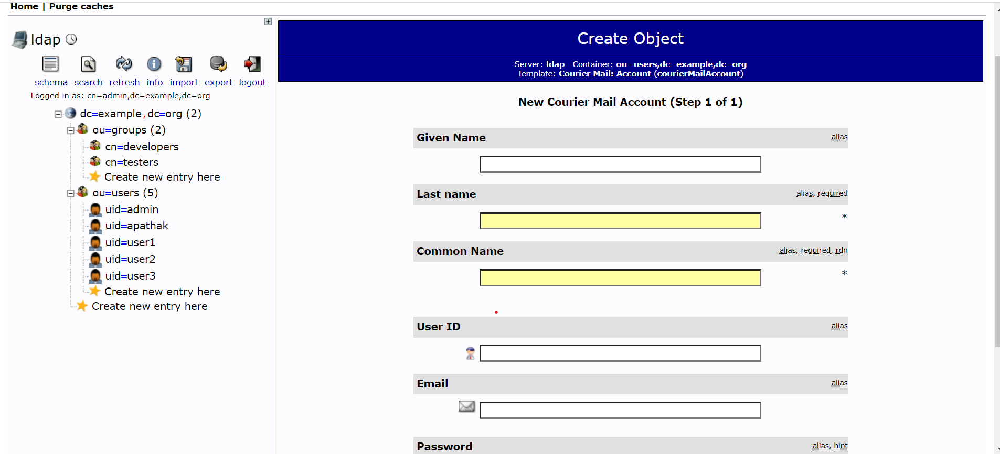 Home | Purge caches
ldap
schema search refresh info import export logout
Logged in as: cn=admin,dc=example,dc=org
dc=example,dc=org (2)
ou=groups (2)
cn=developers
cn=testers
Create new entry here
ou=users (5)
uid=admin
uid=apathak
uid=user1
uid=user2
uid=user3
Create new entry here
Create new entry here
Create Object
Server: ldap Container: ou=users,dc=example,dc=org
Template: Courier Mail: Account (courierMailAccount)
New Courier Mail Account (Step 1 of 1)
Given Name alias
Last name alias, required
*
Common Name alias, required, rdn
*
User ID alias
Email alias
Password alias, hint